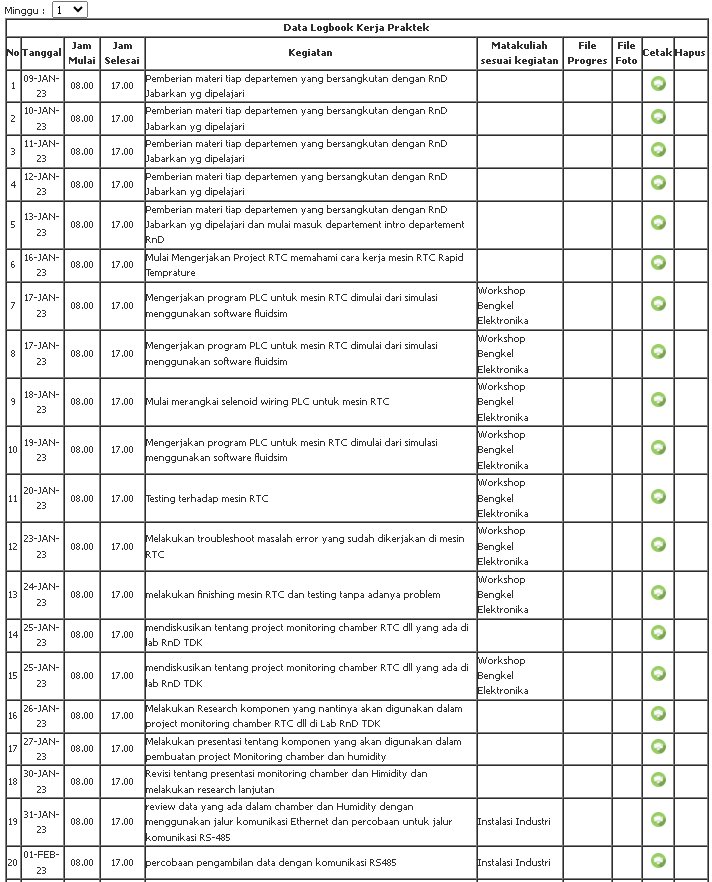 Minggu : 1
Data Logbook Kerja Praktek
No Tanggal Jam Mulai Jam Selesai Kegiatan Matakuliah sesuai kegiatan File Progres File Foto Cetak Hapus
1 09-JAN-23 08.00 17.00 Pemberian materi tiap departemen yang bersangkutan dengan RnD Jabarkan yg dipelajari
2 10-JAN-23 08.00 17.00 Pemberian materi tiap departemen yang bersangkutan dengan RnD Jabarkan yg dipelajari
3 11-JAN-23 08.00 17.00 Pemberian materi tiap departemen yang bersangkutan dengan RnD Jabarkan yg dipelajari
4 12-JAN-23 08.00 17.00 Pemberian materi tiap departemen yang bersangkutan dengan RnD Jabarkan yg dipelajari
5 13-JAN-23 08.00 17.00 Pemberian materi tiap departemen yang bersangkutan dengan RnD Jabarkan yg dipelajari dan mulai masuk departement intro departement RnD
6 16-JAN-23 08.00 17.00 Mulai Mengerjakan Project RTC memahami cara kerja mesin RTC Rapid Temprature
7 17-JAN-23 08.00 17.00 Mengerjakan program PLC untuk mesin RTC dimulai dari simulasi menggunakan software fluidsim Workshop Bengkel Elektronika
8 17-JAN-23 08.00 17.00 Mengerjakan program PLC untuk mesin RTC dimulai dari simulasi menggunakan software fluidsim Workshop Bengkel Elektronika
9 18-JAN-23 08.00 17.00 Mulai merangkai selenoid wiring PLC untuk mesin RTC Workshop Bengkel Elektronika
10 19-JAN-23 08.00 17.00 Mengerjakan program PLC untuk mesin RTC dimulai dari simulasi menggunakan software fluidsim Workshop Bengkel Elektronika
11 20-JAN-23 08.00 17.00 Testing terhadap mesin RTC Workshop Bengkel Elektronika
12 23-JAN-23 08.00 17.00 Melakukan troubleshoot masalah error yang sudah dikerjakan di mesin RTC Workshop Bengkel Elektronika
13 24-JAN-23 08.00 17.00 melakukan finishing mesin RTC dan testing tanpa adanya problem Workshop Bengkel Elektronika
14 25-JAN-23 08.00 17.00 mendiskusikan tentang project monitoring chamber RTC dll yang ada di lab RnD TDK
15 25-JAN-23 08.00 17.00 mendiskusikan tentang project monitoring chamber RTC dll yang ada di lab RnD TDK Workshop Bengkel Elektronika
16 26-JAN-23 08.00 17.00 Melakukan Research komponen yang nantinya akan digunakan dalam project monitoring chamber RTC dll di Lab RnD TDK
17 27-JAN-23 08.00 17.00 Melakukan presentasi tentang komponen yang akan digunakan dalam pembuatan project Monitoring chamber dan humidity
18 30-JAN-23 08.00 17.00 Revisi tentang presentasi monitoring chamber dan Himidity dan melakukan research lanjutan
19 31-JAN-23 08.00 17.00 review data yang ada dalam chamber dan Humidity dengan menggunakan jalur komunikasi Ethernet dan percobaan untuk jalur komunikasi RS-485 Instalasi Industri
20 01-FEB-23 08.00 17.00 percobaan pengambilan data dengan komunikasi RS485 Instalasi Industri